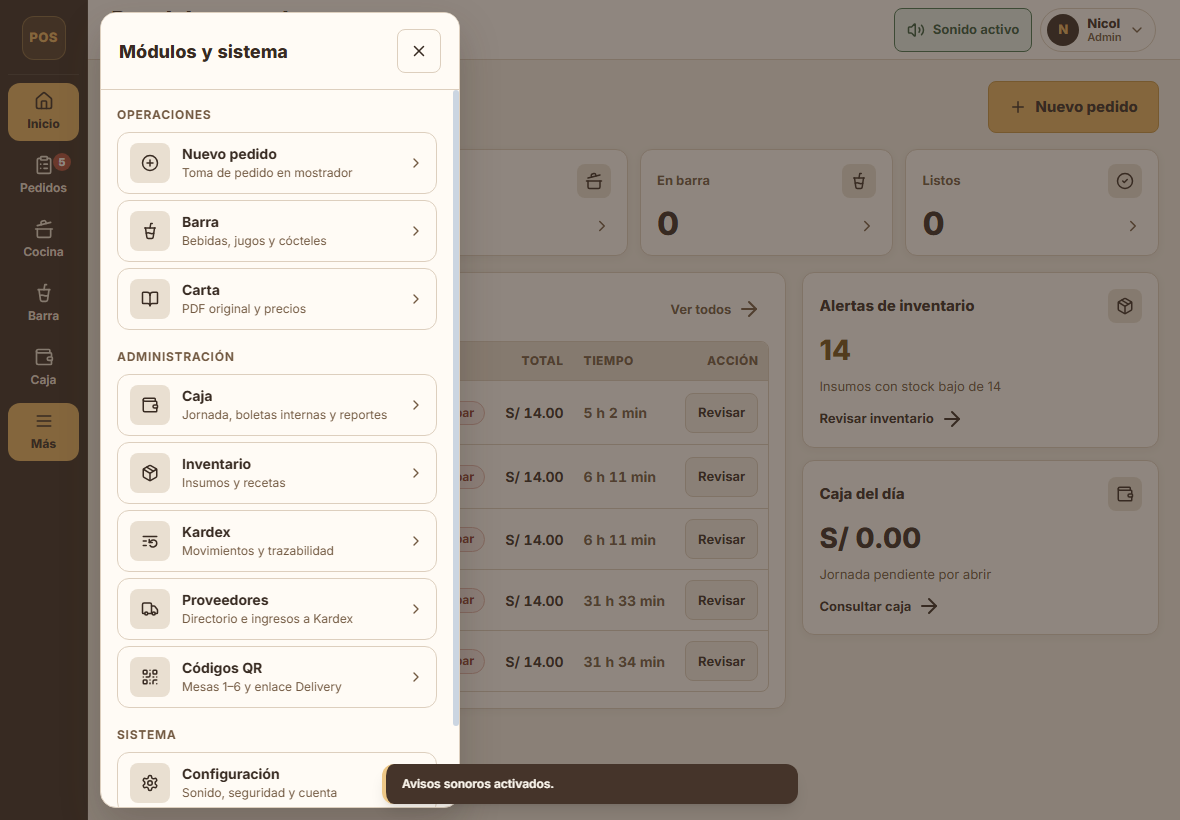 POS
Inicio
5
Pedidos
Cocina
Barra
Caja
Más
Módulos y sistema
OPERACIONES
Nuevo pedido
Toma de pedido en mostrador
Barra
Bebidas, jugos y cócteles
Carta
PDF original y precios
ADMINISTRACIÓN
Caja
Jornada, boletas internas y reportes
Inventario
Insumos y recetas
Kardex
Movimientos y trazabilidad
Proveedores
Directorio e ingresos a Kardex
Códigos QR
Mesas 1–6 y enlace Delivery
SISTEMA
Configuración
Sonido, seguridad y cuenta
Sonido activo
N
Nicol
Admin
Nuevo pedido
En barra
0
Listos
0
Ver todos
TOTAL TIEMPO ACCIÓN
S/ 14.00 5 h 2 min Revisar
S/ 14.00 6 h 11 min Revisar
S/ 14.00 6 h 11 min Revisar
S/ 14.00 31 h 33 min Revisar
S/ 14.00 31 h 34 min Revisar
Alertas de inventario
14
Insumos con stock bajo de 14
Revisar inventario
Caja del día
S/ 0.00
Jornada pendiente por abrir
Consultar caja
Avisos sonoros activados.